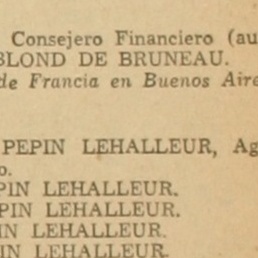 Consejero Financiero (au
BLOND DE BRUNEAU.
de Francia en Buenos Aire
PEPIN LEHALLEUR, Ag
o.
PIN LEHALLEUR.
PIN LEHALLEUR.
IN LEHALLEUR.
IN LEHALLEUR.